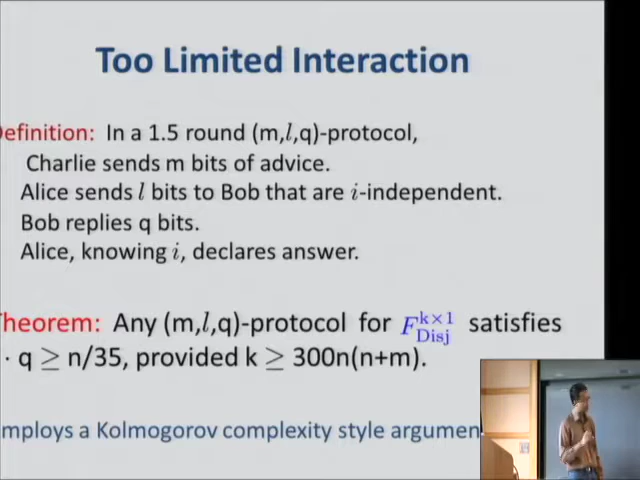 Too Limited Interaction
Definition: In a 1.5 round (m,l,q)-protocol,
Charlie sends m bits of advice.
Alice sends l bits to Bob that are i-independent.
Bob replies q bits.
Alice, knowing i, declares answer.
Theorem: Any (m,l,q)-protocol for F^{k×1}_{Disj} satisfies
· q ≥ n/35, provided k ≥ 300n(n+m).
mploys a Kolmogorov complexity style argumen